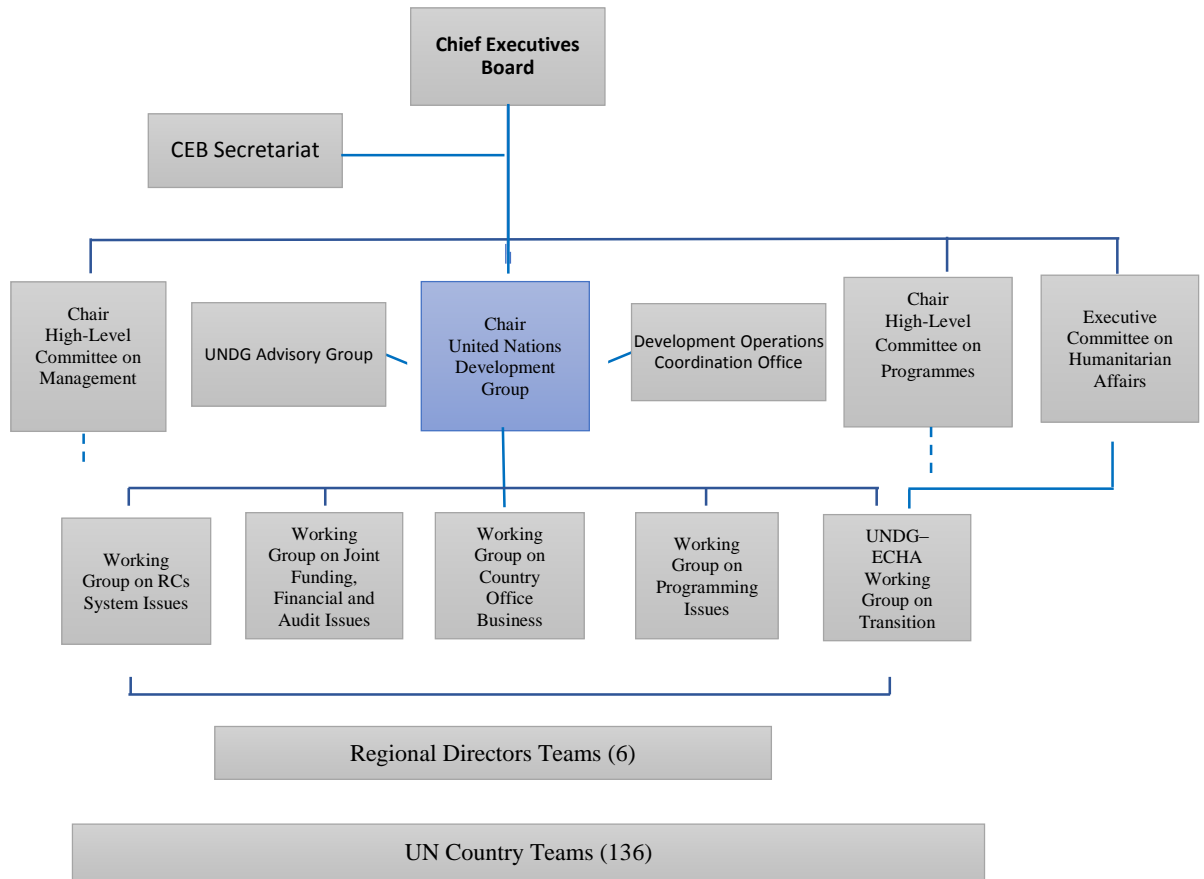 Chief Executives
Board
CEB Secretariat
Chair
High-Level
Committee on
Management
UNDG Advisory Group
Chair
United Nations
Development
Group
Development Operations
Coordination Office
Chair
High-Level
Committee on
Programmes
Executive
Committee on
Humanitarian
Affairs
Working
Group on RCs
System Issues
Working
Group on Joint
Funding,
Financial and
Audit Issues
Working
Group on
Country
Office
Business
Working
Group on
Programming
Issues
UNDG–
ECHA
Working
Group on
Transition
Regional Directors Teams (6)
UN Country Teams (136)